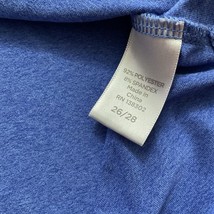 92% POLYESTER
8% SPANDEX
Made in
China
RN 138302
26/28